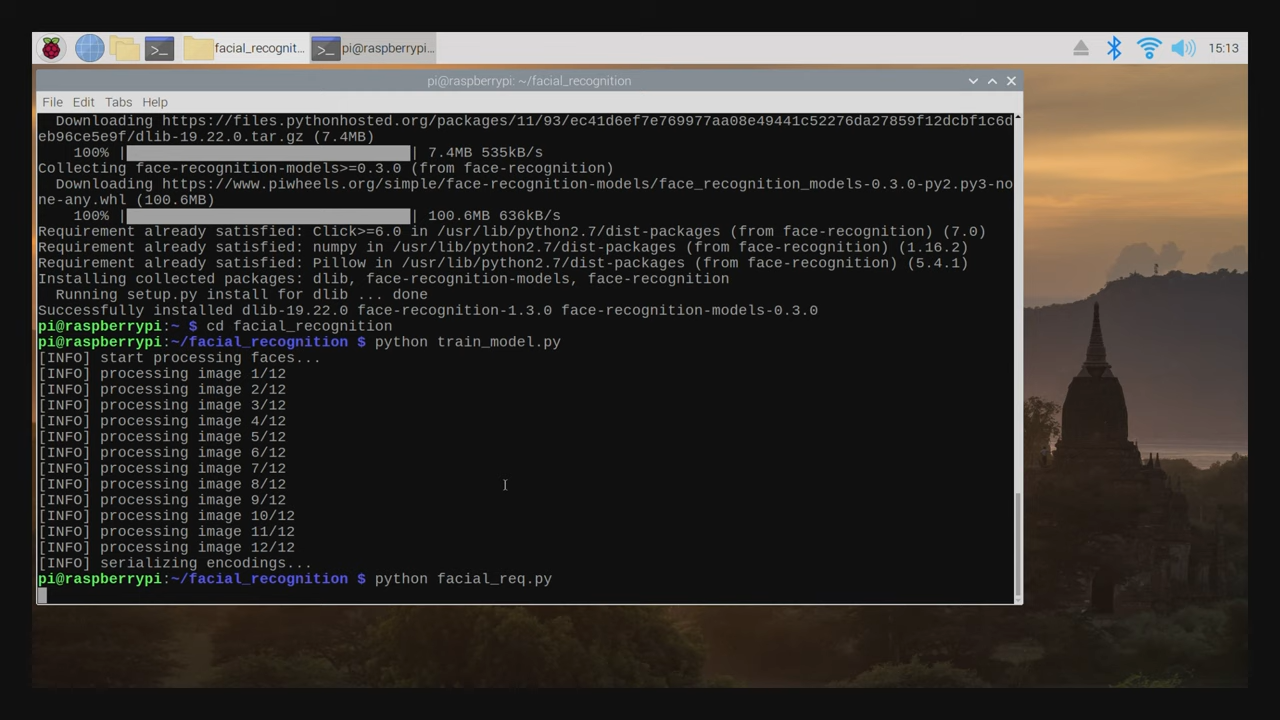 facial_recognit...
pi@raspberrypi...
15:13
pi@raspberrypi: ~/facial_recognition
File Edit Tabs Help
Downloading https://files.pythonhosted.org/packages/11/93/ec41d6ef7e769977aa08e49441c52276da27859f12dcbf1c6d
eb96ce5e9f/dlib-19.22.0.tar.gz (7.4MB)
100% |████████████████████████████████| 7.4MB 535kB/s
Collecting face-recognition-models>=0.3.0 (from face-recognition)
Downloading https://www.piwheels.org/simple/face-recognition-models/face_recognition_models-0.3.0-py2.py3-no
ne-any.whl (100.6MB)
100% |████████████████████████████████| 100.6MB 636kB/s
Requirement already satisfied: Click>=6.0 in /usr/lib/python2.7/dist-packages (from face-recognition) (7.0)
Requirement already satisfied: numpy in /usr/lib/python2.7/dist-packages (from face-recognition) (1.16.2)
Requirement already satisfied: Pillow in /usr/lib/python2.7/dist-packages (from face-recognition) (5.4.1)
Installing collected packages: dlib, face-recognition-models, face-recognition
Running setup.py install for dlib ... done
Successfully installed dlib-19.22.0 face-recognition-1.3.0 face-recognition-models-0.3.0
pi@raspberrypi:~ $ cd facial_recognition
pi@raspberrypi:~/facial_recognition $ python train_model.py
[INFO] start processing faces...
[INFO] processing image 1/12
[INFO] processing image 2/12
[INFO] processing image 3/12
[INFO] processing image 4/12
[INFO] processing image 5/12
[INFO] processing image 6/12
[INFO] processing image 7/12
[INFO] processing image 8/12
[INFO] processing image 9/12
[INFO] processing image 10/12
[INFO] processing image 11/12
[INFO] processing image 12/12
[INFO] serializing encodings...
pi@raspberrypi:~/facial_recognition $ python facial_req.py